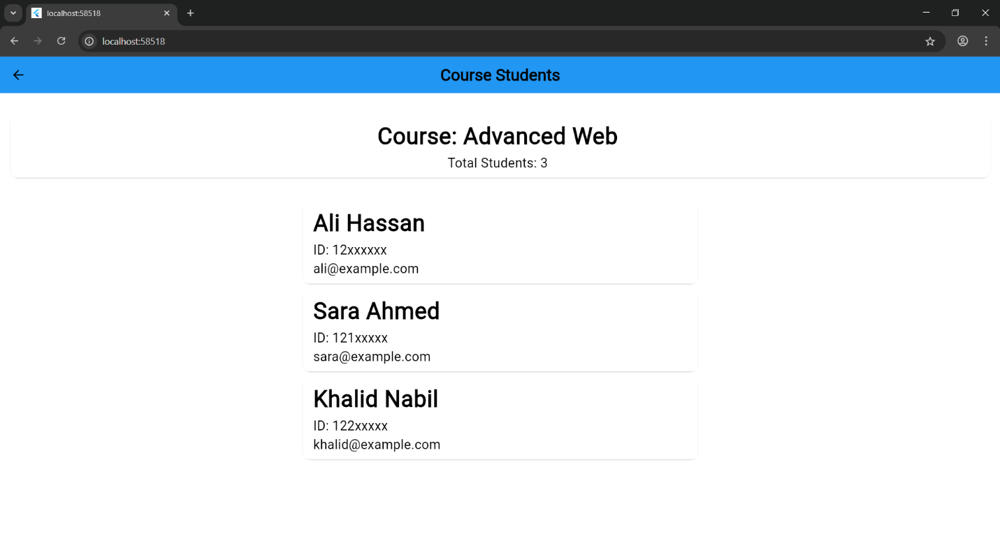 localhost:58518
localhost:58518
Course Students
Course: Advanced Web
Total Students: 3
Ali Hassan
ID: 12xxxxxx
ali@example.com
Sara Ahmed
ID: 121xxxxx
sara@example.com
Khalid Nabil
ID: 122xxxxx
khalid@example.com